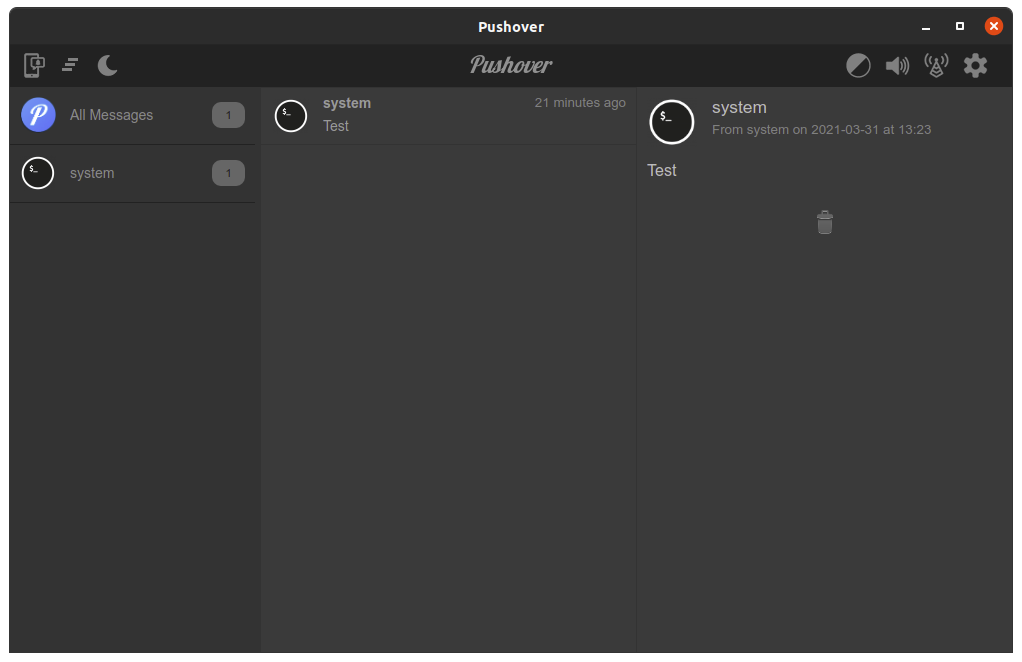 Pushover
Pushover
P
All Messages
1
$_
system
1
$_
system
21 minutes ago
Test
$_
system
From system on 2021-03-31 at 13:23
Test